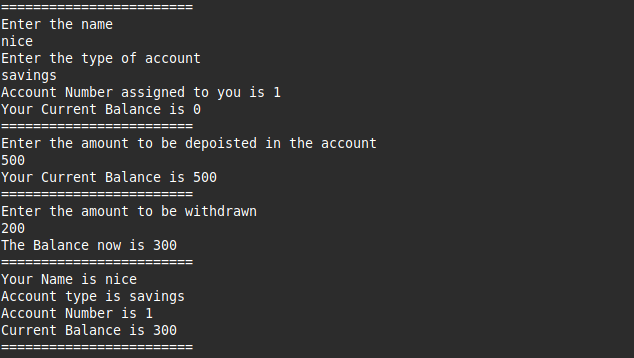 ========================
Enter the name
nice
Enter the type of account
savings
Account Number assigned to you is 1
Your Current Balance is 0
========================
Enter the amount to be depoisted in the account
500
Your Current Balance is 500
========================
Enter the amount to be withdrawn
200
The Balance now is 300
========================
Your Name is nice
Account type is savings
Account Number is 1
Current Balance is 300
========================